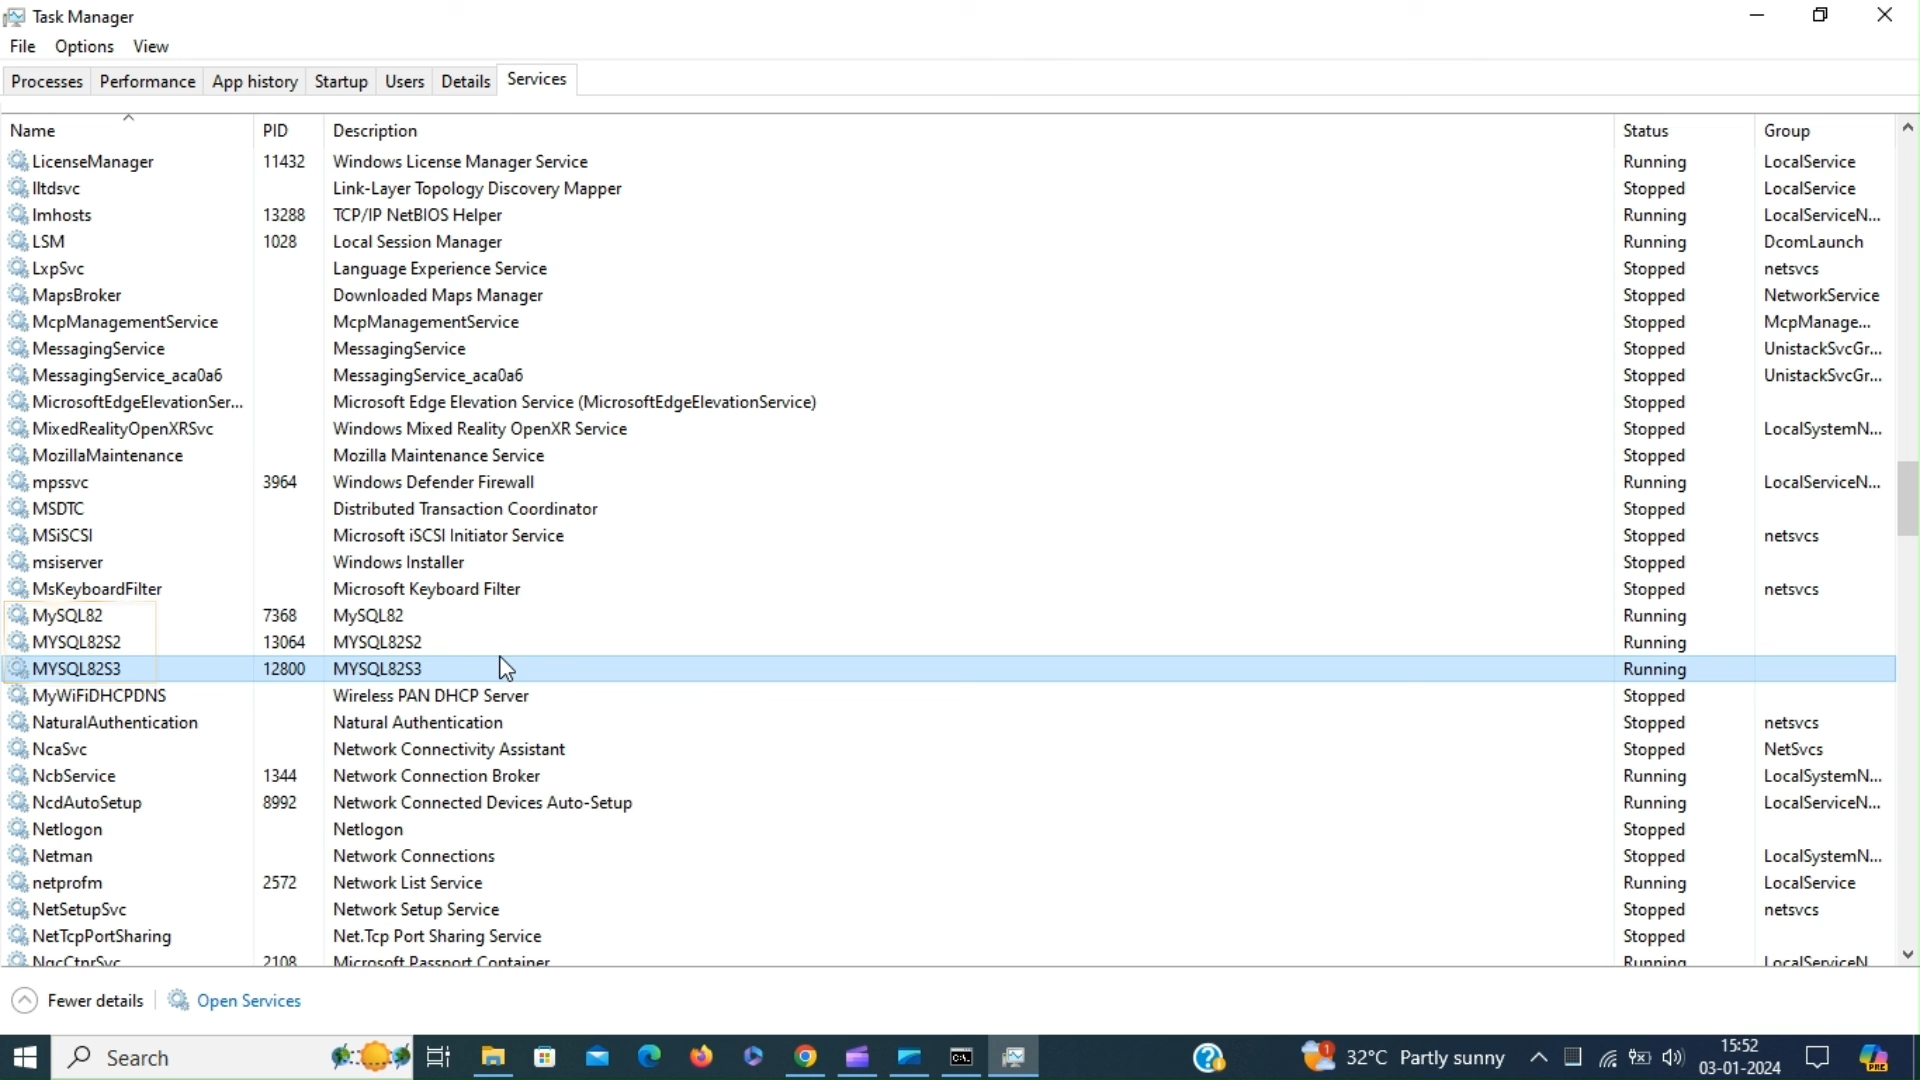 Task Manager
File Options View
Processes Performance App history Startup Users Details Services
Name PID Description Status Group
LicenseManager 11432 Windows License Manager Service Running LocalService
lltdsvc Link-Layer Topology Discovery Mapper Stopped LocalService
lmhosts 13288 TCP/IP NetBIOS Helper Running LocalServiceN...
LSM 1028 Local Session Manager Running DcomLaunch
LxpSvc Language Experience Service Stopped netsvcs
MapsBroker Downloaded Maps Manager Stopped NetworkService
McpManagementService McpManagementService Stopped McpManage...
MessagingService MessagingService Stopped UnistackSvcGr...
MessagingService_aca0a6 MessagingService_aca0a6 Stopped UnistackSvcGr...
MicrosoftEdgeElevationSer... Microsoft Edge Elevation Service (MicrosoftEdgeElevationService) Stopped
MixedRealityOpenXRSvc Windows Mixed Reality OpenXR Service Stopped LocalSystemN...
MozillaMaintenance Mozilla Maintenance Service Stopped
mpssvc 3964 Windows Defender Firewall Running LocalServiceN...
MSDTC Distributed Transaction Coordinator Stopped
MSiSCSI Microsoft iSCSI Initiator Service Stopped netsvcs
msiserver Windows Installer Stopped
MsKeyboardFilter Microsoft Keyboard Filter Stopped netsvcs
MySQL82 7368 MySQL82 Running
MYSQL82S2 13064 MYSQL82S2 Running
MYSQL82S3 12800 MYSQL82S3 Running
MyWiFiDHCPDNS Wireless PAN DHCP Server Stopped
NaturalAuthentication Natural Authentication Stopped netsvcs
NcaSvc Network Connectivity Assistant Stopped NetSvcs
NcbService 1344 Network Connection Broker Running LocalSystemN...
NcdAutoSetup 8992 Network Connected Devices Auto-Setup Running LocalServiceN...
Netlogon Netlogon Stopped
Netman Network Connections Stopped LocalSystemN...
netprofm 2572 Network List Service Running LocalService
NetSetupSvc Network Setup Service Stopped netsvcs
NetTcpPortSharing Net.Tcp Port Sharing Service Stopped
NgcCtnrSvc 2108 Microsoft Passport Container Running LocalServiceN
Fewer details Open Services
Search 1 32°C Partly sunny 15:52
03-01-2024
PRE